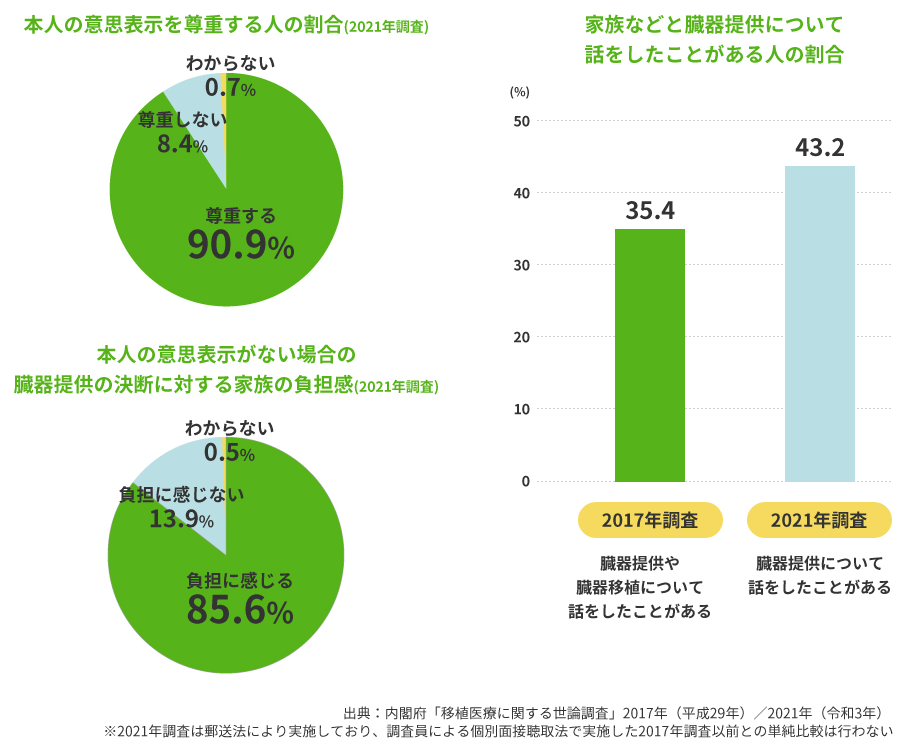 本人の意思表示を尊重する人の割合(2021年調査)
わからない
0.7%
尊重しない
8.4%
尊重する
90.9%
本人の意思表示がない場合の
臓器提供の決断に対する家族の負担感(2021年調査)
わからない
0.5%
負担に感じない
13.9%
負担に感じる
85.6%
家族などと臓器提供について
話をしたことがある人の割合
(%)
50
40
30
20
10
0
35.4
43.2
2017年調査
2021年調査
臓器提供や
臓器移植について
話をしたことがある
臓器提供について
話をしたことがある
出典：内閣府「移植医療に関する世論調査」2017年（平成29年）／2021年（令和3年）
※2021年調査は郵送法により実施しており、調査員による個別面接聴取法で実施した2017年調査以前との単純比較は行わない